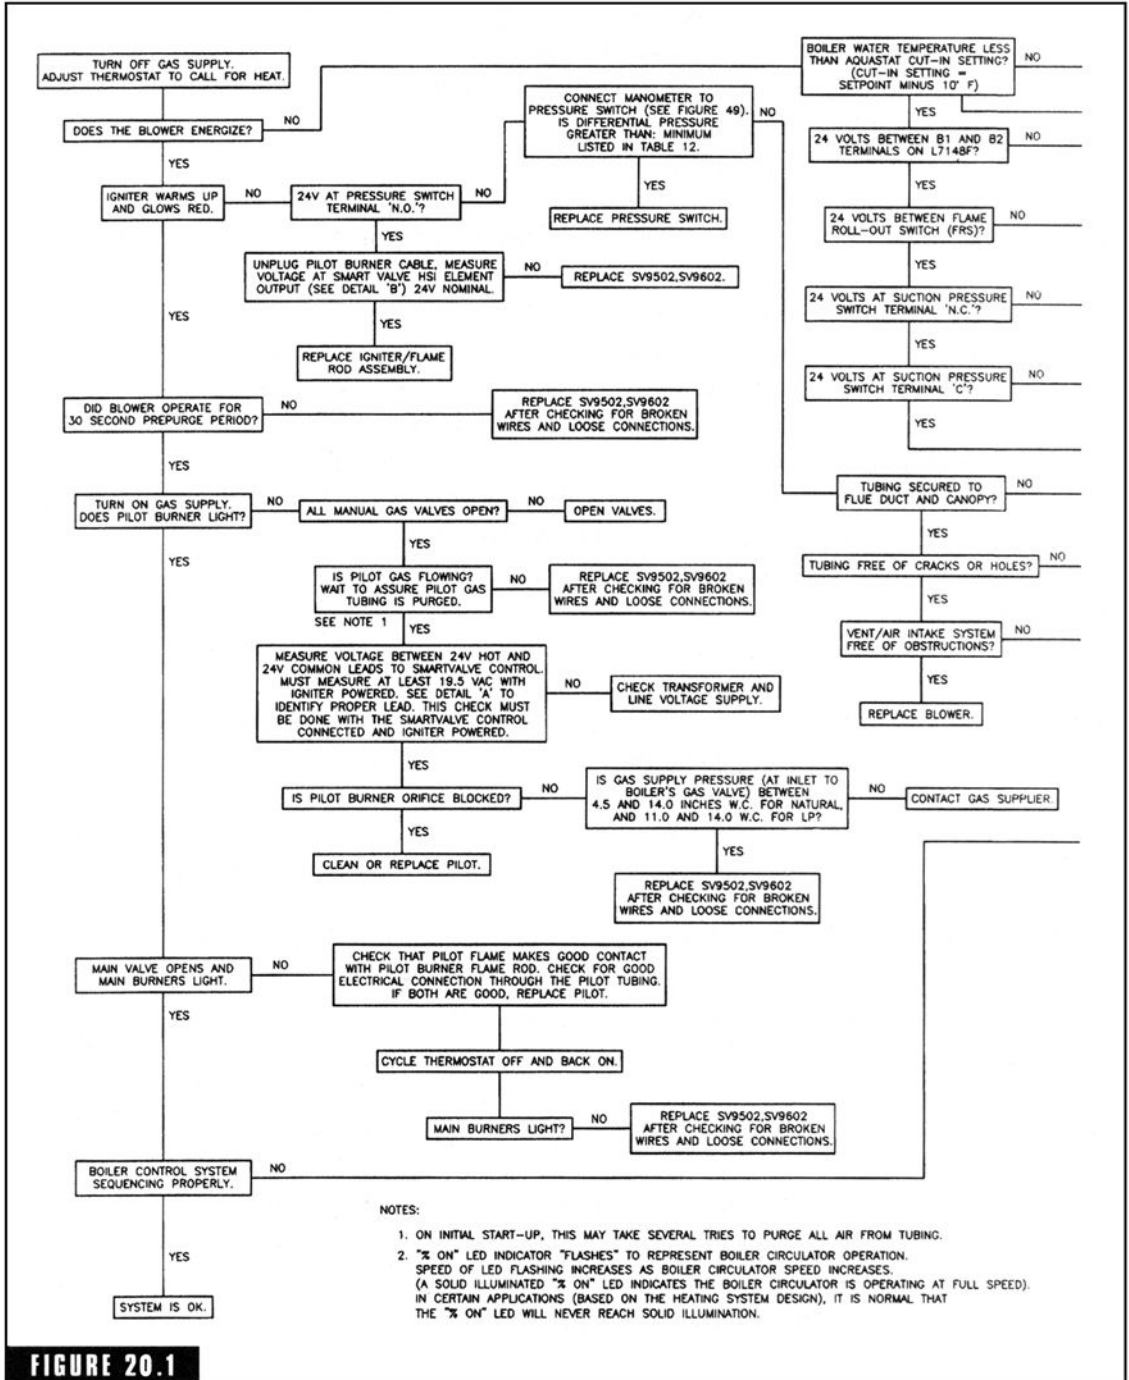 TURN OFF GAS SUPPLY.
ADJUST THERMOSTAT TO CALL FOR HEAT.
DOES THE BLOWER ENERGIZE?
NO
YES
IGNITER WARMS UP
AND GLOWS RED.
NO
24V AT PRESSURE SWITCH
TERMINAL 'N.O.'?
NO
CONNECT MANOMETER TO
PRESSURE SWITCH (SEE FIGURE 49).
IS DIFFERENTIAL PRESSURE
GREATER THAN: MINIMUM
LISTED IN TABLE 12.
NO
YES
REPLACE PRESSURE SWITCH.
YES
UNPLUG PILOT BURNER CABLE, MEASURE
VOLTAGE AT SMART VALVE HSI ELEMENT
OUTPUT (SEE DETAIL 'B') 24V NOMINAL.
NO
REPLACE SV9502,SV9602.
YES
REPLACE IGNITER/FLAME
ROD ASSEMBLY.
YES
DID BLOWER OPERATE FOR
30 SECOND PREPURGE PERIOD?
NO
REPLACE SV9502,SV9602
AFTER CHECKING FOR BROKEN
WIRES AND LOOSE CONNECTIONS.
YES
TURN ON GAS SUPPLY.
DOES PILOT BURNER LIGHT?
NO
ALL MANUAL GAS VALVES OPEN?
NO
OPEN VALVES.
YES
YES
IS PILOT GAS FLOWING?
WAIT TO ASSURE PILOT GAS
TUBING IS PURGED.
NO
REPLACE SV9502,SV9602
AFTER CHECKING FOR BROKEN
WIRES AND LOOSE CONNECTIONS.
SEE NOTE 1
YES
MEASURE VOLTAGE BETWEEN 24V HOT AND
24V COMMON LEADS TO SMARTVALVE CONTROL.
MUST MEASURE AT LEAST 19.5 VAC WITH
IGNITER POWERED. SEE DETAIL 'A' TO
IDENTIFY PROPER LEAD. THIS CHECK MUST
BE DONE WITH THE SMARTVALVE CONTROL
CONNECTED AND IGNITER POWERED.
NO
CHECK TRANSFORMER AND
LINE VOLTAGE SUPPLY.
YES
IS PILOT BURNER ORIFICE BLOCKED?
NO
IS GAS SUPPLY PRESSURE (AT INLET TO
BOILER'S GAS VALVE) BETWEEN
4.5 AND 14.0 INCHES W.C. FOR NATURAL,
AND 11.0 AND 14.0 W.C. FOR LP?
NO
CONTACT GAS SUPPLIER.
YES
CLEAN OR REPLACE PILOT.
YES
REPLACE SV9502,SV9602
AFTER CHECKING FOR BROKEN
WIRES AND LOOSE CONNECTIONS.
MAIN VALVE OPENS AND
MAIN BURNERS LIGHT.
NO
CHECK THAT PILOT FLAME MAKES GOOD CONTACT
WITH PILOT BURNER FLAME ROD. CHECK FOR GOOD
ELECTRICAL CONNECTION THROUGH THE PILOT TUBING.
IF BOTH ARE GOOD, REPLACE PILOT.
YES
CYCLE THERMOSTAT OFF AND BACK ON.
MAIN BURNERS LIGHT?
NO
REPLACE SV9502,SV9602
AFTER CHECKING FOR BROKEN
WIRES AND LOOSE CONNECTIONS.
BOILER CONTROL SYSTEM
SEQUENCING PROPERLY.
NO
YES
SYSTEM IS OK.
BOILER WATER TEMPERATURE LESS
THAN AQUASTAT CUT-IN SETTING?
(CUT-IN SETTING =
SETPOINT MINUS 10° F)
NO
YES
24 VOLTS BETWEEN B1 AND B2
TERMINALS ON L7148F?
NO
YES
24 VOLTS BETWEEN FLAME
ROLL-OUT SWITCH (FRS)?
NO
YES
24 VOLTS AT SUCTION PRESSURE
SWITCH TERMINAL 'N.C.'?
NO
YES
24 VOLTS AT SUCTION PRESSURE
SWITCH TERMINAL 'C'?
NO
YES
TUBING SECURED TO
FLUE DUCT AND CANOPY?
NO
YES
TUBING FREE OF CRACKS OR HOLES?
NO
YES
VENT/AIR INTAKE SYSTEM
FREE OF OBSTRUCTIONS?
NO
YES
REPLACE BLOWER.
NOTES:
1. ON INITIAL START-UP, THIS MAY TAKE SEVERAL TRIES TO PURGE ALL AIR FROM TUBING.
2. "% ON" LED INDICATOR "FLASHES" TO REPRESENT BOILER CIRCULATOR OPERATION.
SPEED OF LED FLASHING INCREASES AS BOILER CIRCULATOR SPEED INCREASES.
(A SOLID ILLUMINATED "% ON" LED INDICATES THE BOILER CIRCULATOR IS OPERATING AT FULL SPEED).
IN CERTAIN APPLICATIONS (BASED ON THE HEATING SYSTEM DESIGN), IT IS NORMAL THAT
THE "% ON" LED WILL NEVER REACH SOLID ILLUMINATION.
FIGURE 20.1